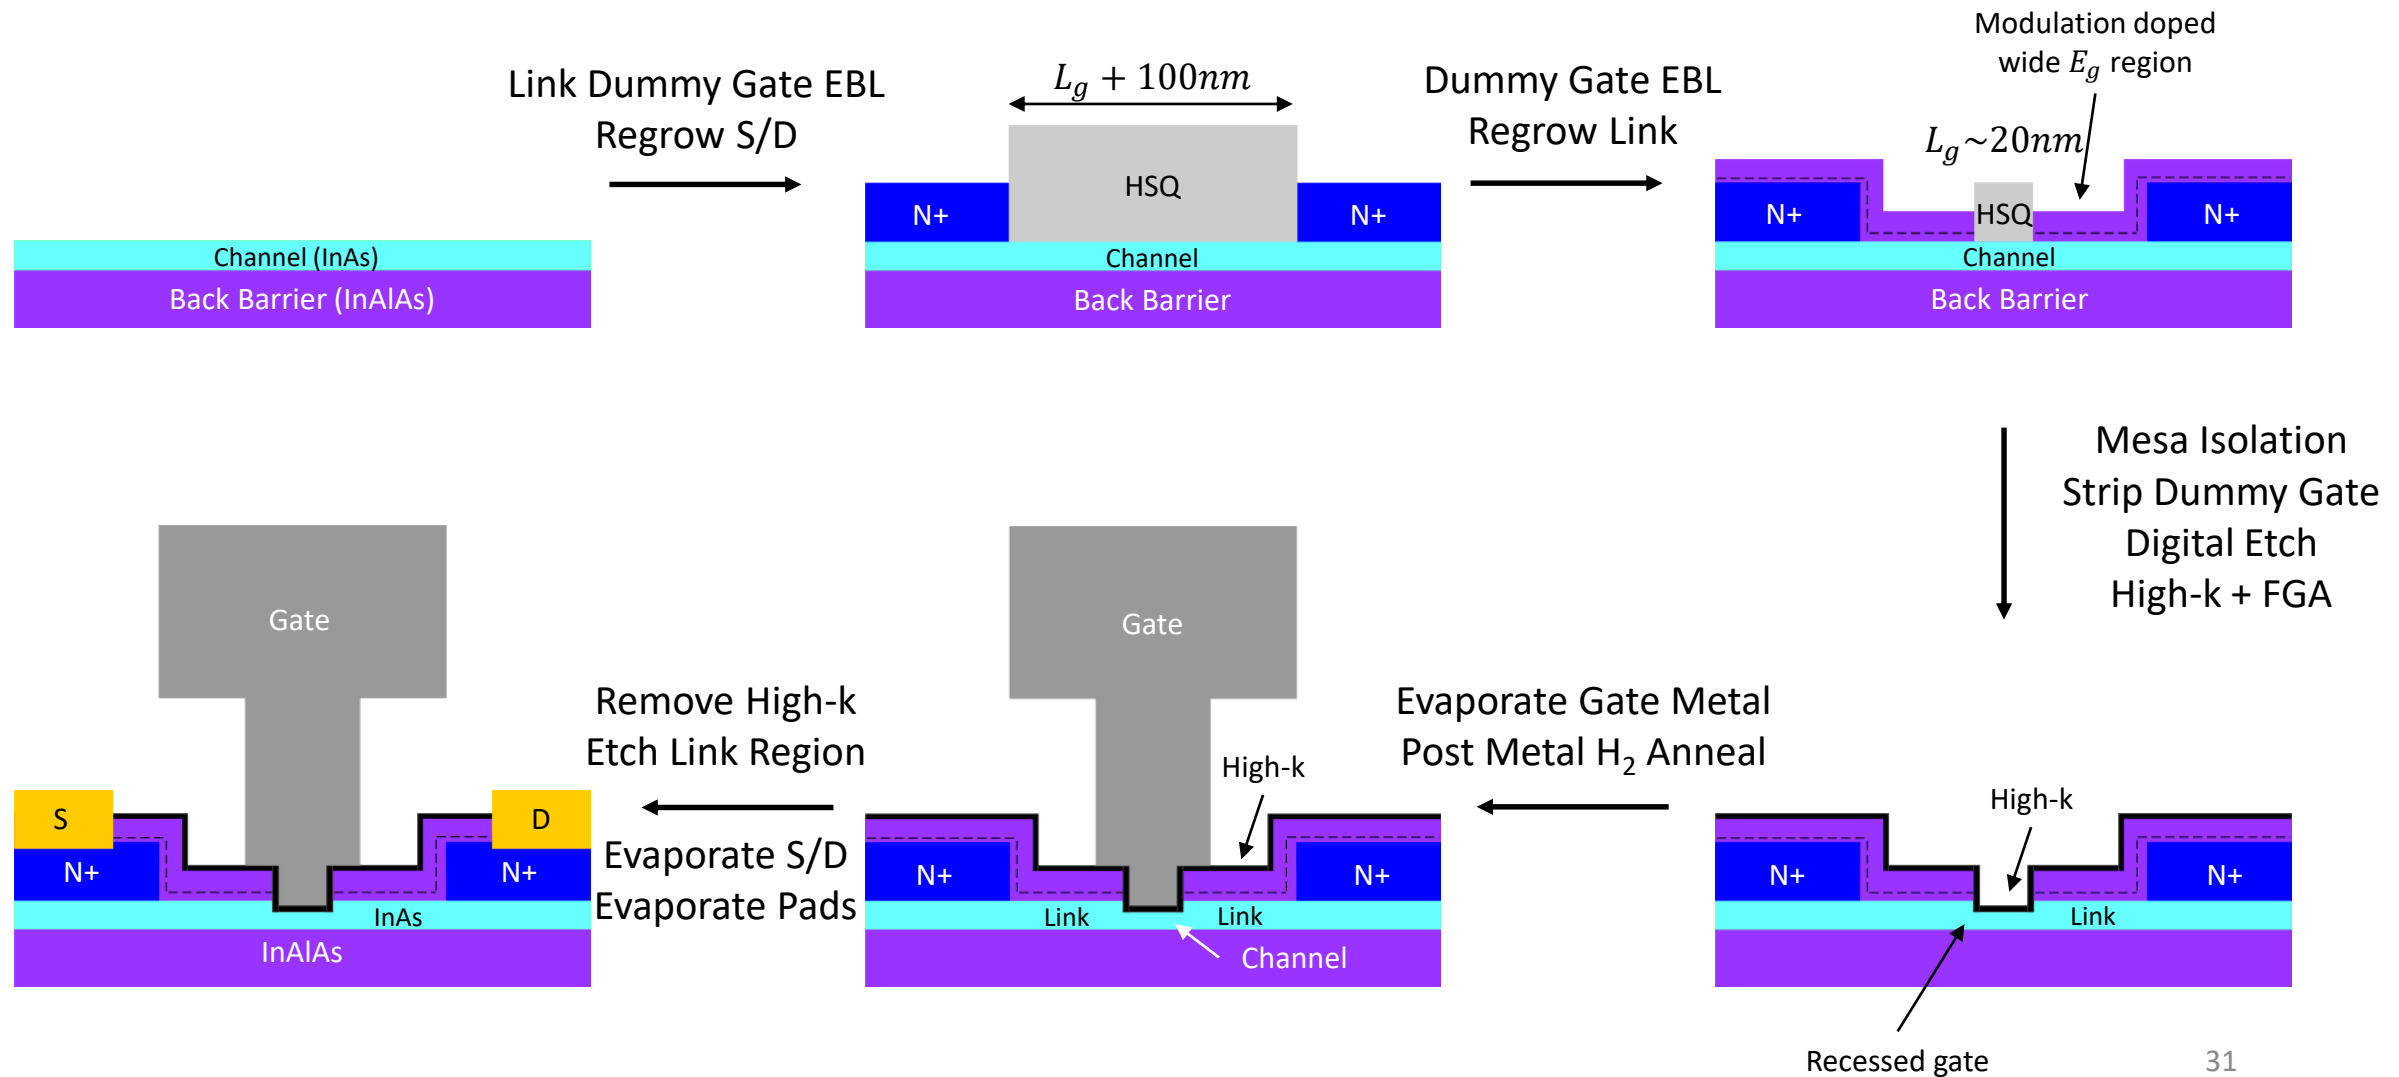 Link Dummy Gate EBL
Regrow S/D
Channel (InAs)
Back Barrier (InAlAs)
L_g + 100nm
HSQ
N+
N+
Channel
Back Barrier
Dummy Gate EBL
Regrow Link
Modulation doped
wide E_g region
L_g~20nm
N+
HSQ
N+
Channel
Back Barrier
Mesa Isolation
Strip Dummy Gate
Digital Etch
High-k + FGA
High-k
N+
N+
Link
Recessed gate
Evaporate Gate Metal
Post Metal H₂ Anneal
Gate
High-k
N+
N+
Link
Link
Channel
Remove High-k
Etch Link Region
Evaporate S/D
Evaporate Pads
Gate
S
D
N+
N+
InAs
InAlAs
31